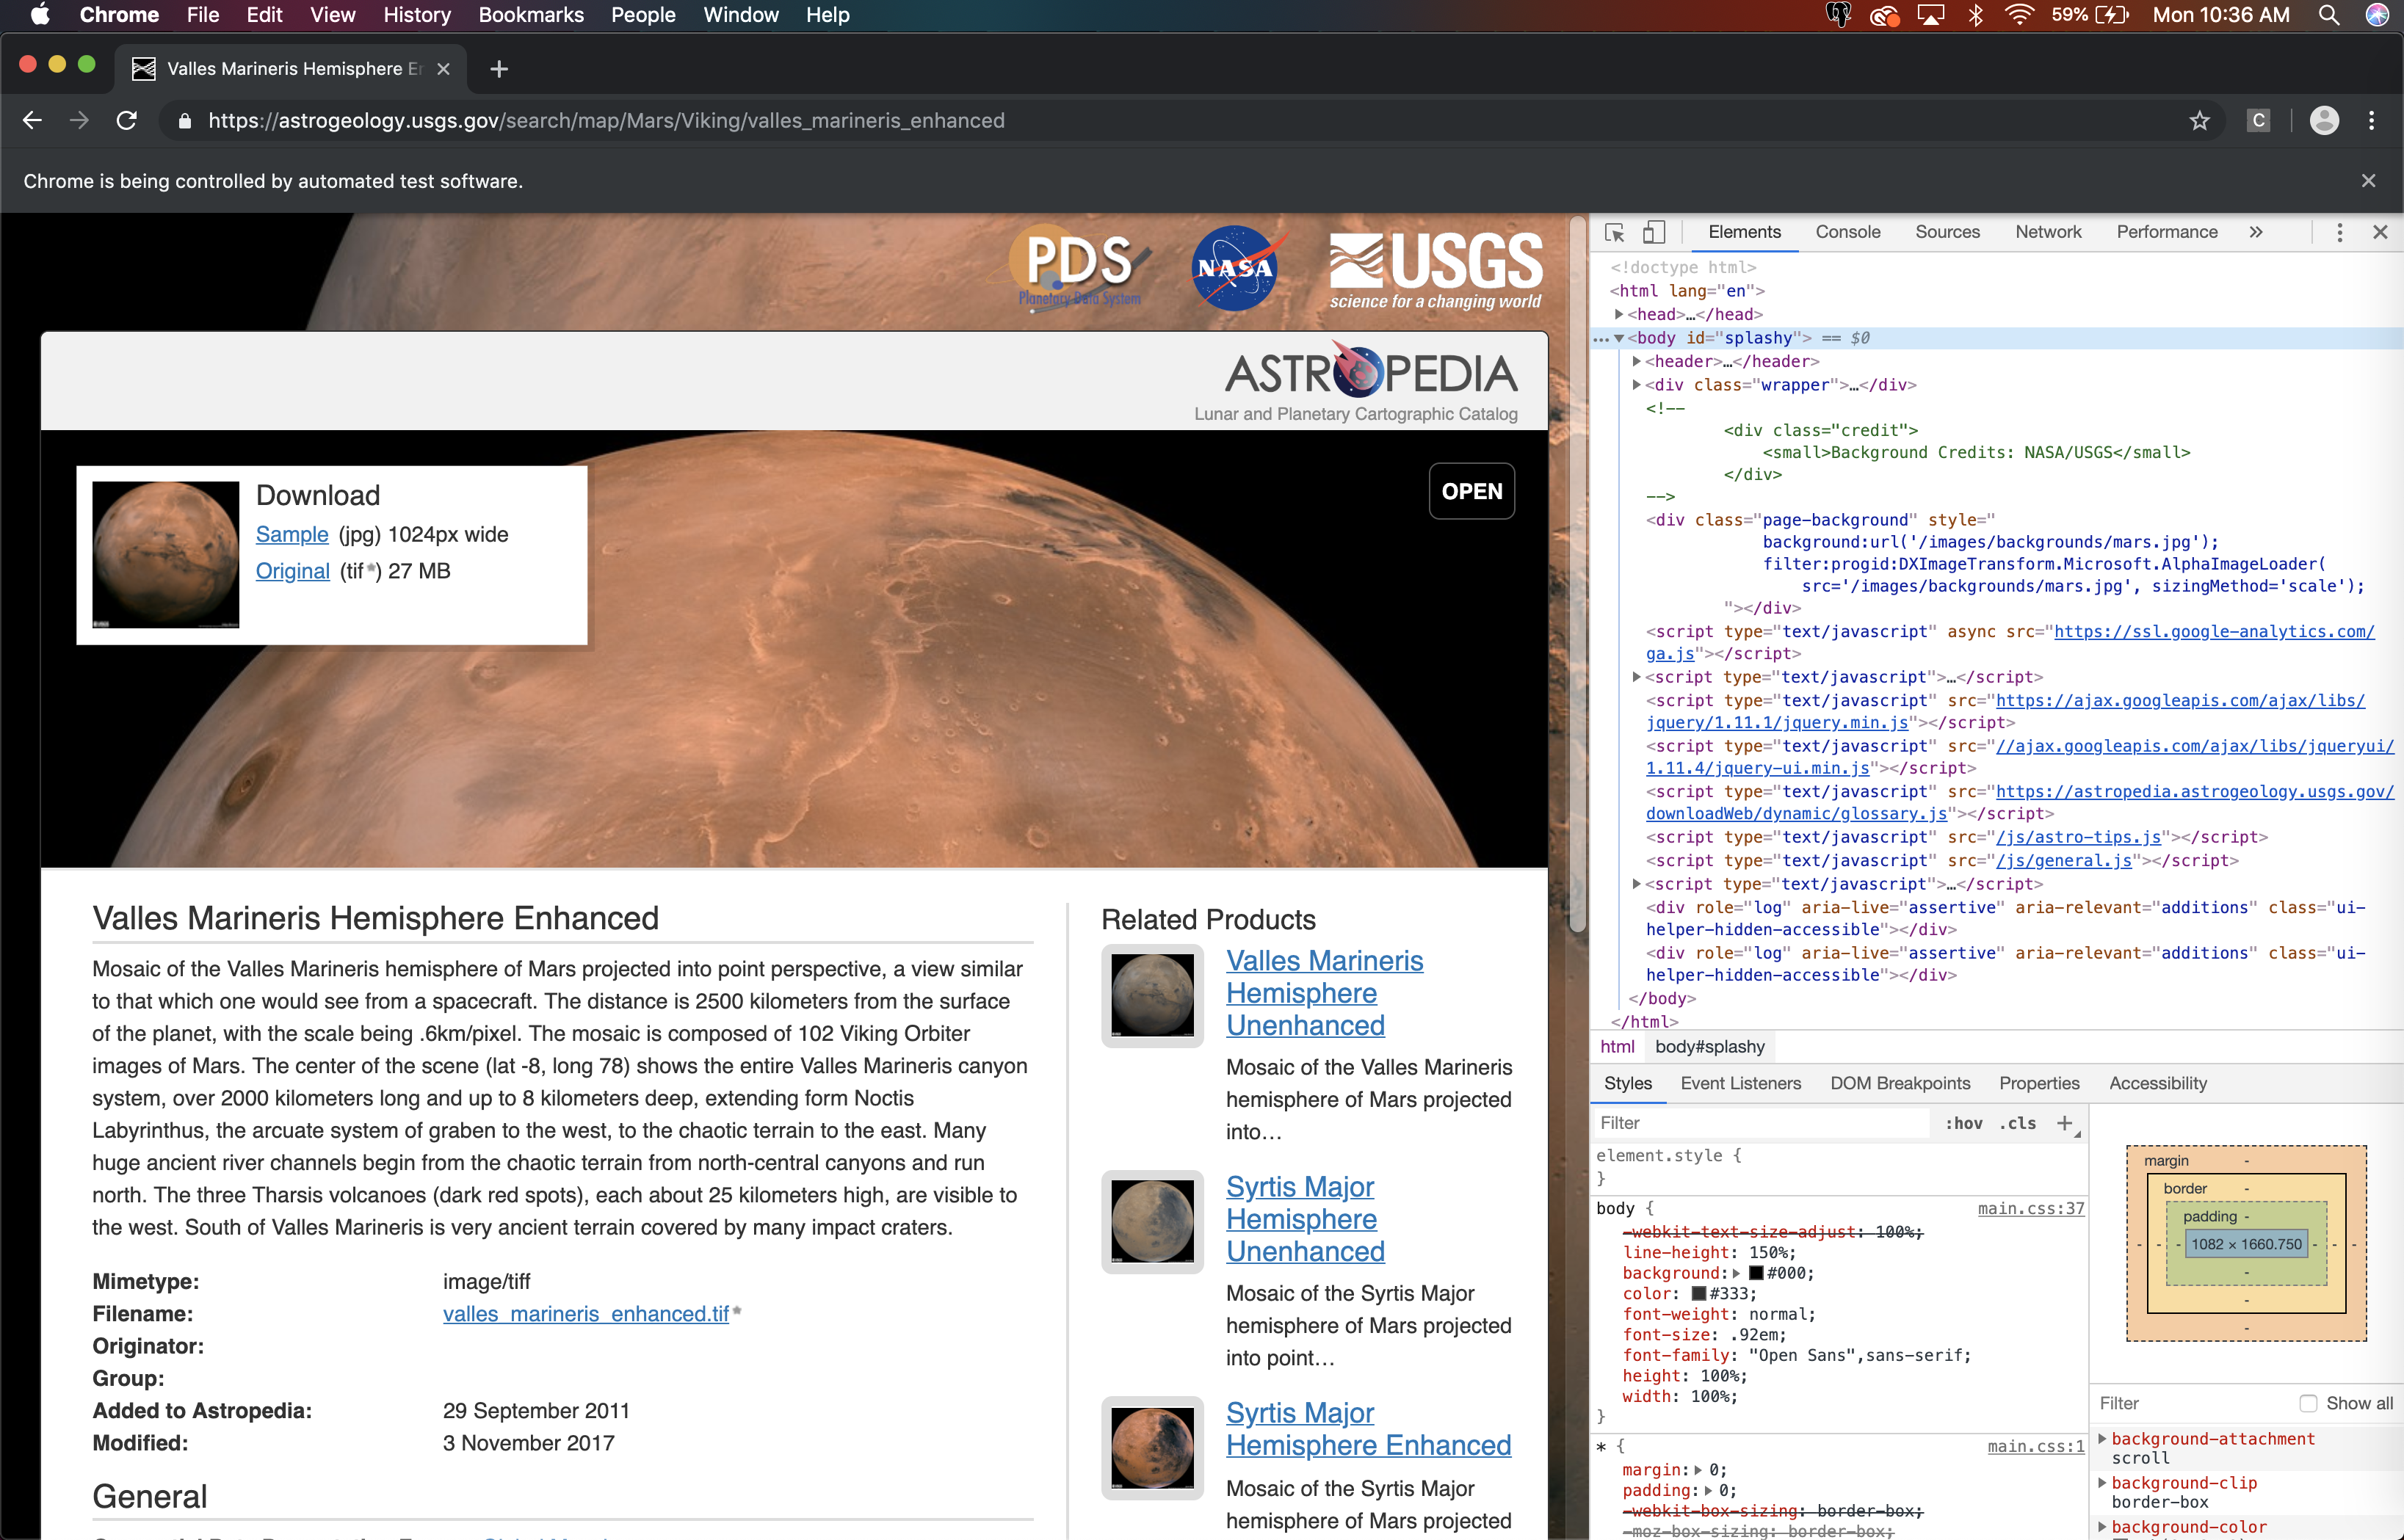 Chrome File Edit View History Bookmarks People Window Help 59% Mon 10:36 AM
Valles Marineris Hemisphere
https://astrogeology.usgs.gov/search/map/Mars/Viking/valles_marineris_enhanced
C
Chrome is being controlled by automated test software.
PDS
Planetary Data System
NASA
USGS
science for a changing world
ASTROPEDIA
Lunar and Planetary Cartographic Catalog
Download
Sample (jpg) 1024px wide
Original (tif*) 27 MB
OPEN
Valles Marineris Hemisphere Enhanced
Mosaic of the Valles Marineris hemisphere of Mars projected into point perspective, a view similar
to that which one would see from a spacecraft. The distance is 2500 kilometers from the surface
of the planet, with the scale being .6km/pixel. The mosaic is composed of 102 Viking Orbiter
images of Mars. The center of the scene (lat -8, long 78) shows the entire Valles Marineris canyon
system, over 2000 kilometers long and up to 8 kilometers deep, extending form Noctis
Labyrinthus, the arcuate system of graben to the west, to the chaotic terrain to the east. Many
huge ancient river channels begin from the chaotic terrain from north-central canyons and run
north. The three Tharsis volcanoes (dark red spots), each about 25 kilometers high, are visible to
the west. South of Valles Marineris is very ancient terrain covered by many impact craters.
Mimetype: image/tiff
Filename: valles_marineris_enhanced.tif*
Originator:
Group:
Added to Astropedia: 29 September 2011
Modified: 3 November 2017
General
Related Products
Valles Marineris
Hemisphere
Unenhanced
Mosaic of the Valles Marineris
hemisphere of Mars projected
into…
Syrtis Major
Hemisphere
Unenhanced
Mosaic of the Syrtis Major
hemisphere of Mars projected
into point…
Syrtis Major
Hemisphere Enhanced
Mosaic of the Syrtis Major
hemisphere of Mars projected
Elements Console Sources Network Performance »
<!doctype html>
<html lang="en">
<head>…</head>
<body id="splashy"> == $0
<header>…</header>
<div class="wrapper">…</div>
<!--
<div class="credit">
<small>Background Credits: NASA/USGS</small>
</div>
-->
<div class="page-background" style="
background:url('/images/backgrounds/mars.jpg');
filter:progid:DXImageTransform.Microsoft.AlphaImageLoader(
src='/images/backgrounds/mars.jpg', sizingMethod='scale');
"></div>
<script type="text/javascript" async src="https://ssl.google-analytics.com/
ga.js"></script>
<script type="text/javascript">…</script>
<script type="text/javascript" src="https://ajax.googleapis.com/ajax/libs/
jquery/1.11.1/jquery.min.js"></script>
<script type="text/javascript" src="//ajax.googleapis.com/ajax/libs/jqueryui/
1.11.4/jquery-ui.min.js"></script>
<script type="text/javascript" src="https://astropedia.astrogeology.usgs.gov/
downloadWeb/dynamic/glossary.js"></script>
<script type="text/javascript" src="/js/astro-tips.js"></script>
<script type="text/javascript" src="/js/general.js"></script>
<script type="text/javascript">…</script>
<div role="log" aria-live="assertive" aria-relevant="additions" class="ui-
helper-hidden-accessible"></div>
<div role="log" aria-live="assertive" aria-relevant="additions" class="ui-
helper-hidden-accessible"></div>
</body>
</html>
html body#splashy
Styles Event Listeners DOM Breakpoints Properties Accessibility
Filter :hov .cls +
element.style {
}
body { main.css:37
-webkit-text-size-adjust: 100%;
line-height: 150%;
background: #000;
color: #333;
font-weight: normal;
font-size: .92em;
font-family: "Open Sans",sans-serif;
height: 100%;
width: 100%;
}
* { main.css:1
margin: 0;
padding: 0;
-webkit-box-sizing: border-box;
-moz-box-sizing: border-box;
margin -
border -
padding -
- - - 1082 × 1660.750 - - -
-
-
-
Filter Show all
background-attachment
scroll
background-clip
border-box
background-color